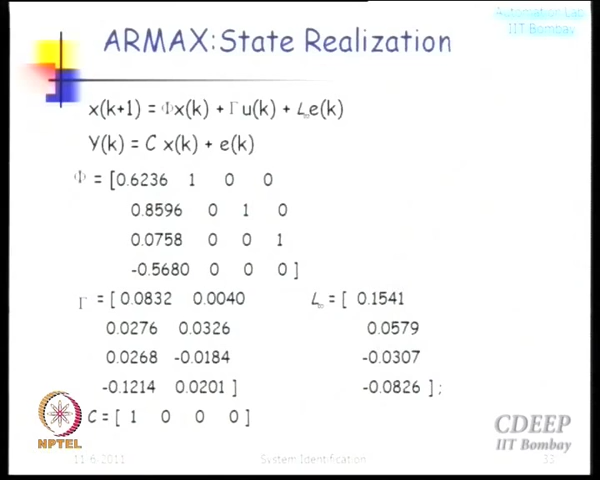 Automation Lab
IIT Bombay
ARMAX:State Realization
x(k+1) = Φx(k) + Γu(k) + L∞e(k)
Y(k) = C x(k) + e(k)
Φ = [0.6236 1 0 0
0.8596 0 1 0
0.0758 0 0 1
-0.5680 0 0 0 ]
Γ = [ 0.0832 0.0040 L∞ = [ 0.1541
0.0276 0.0326 0.0579
0.0268 -0.0184 -0.0307
-0.1214 0.0201 ] -0.0826 ] ;
C = [ 1 0 0 0 ]
NPTEL
CDEEP
IIT Bombay
11.6.2011 System Identification 33